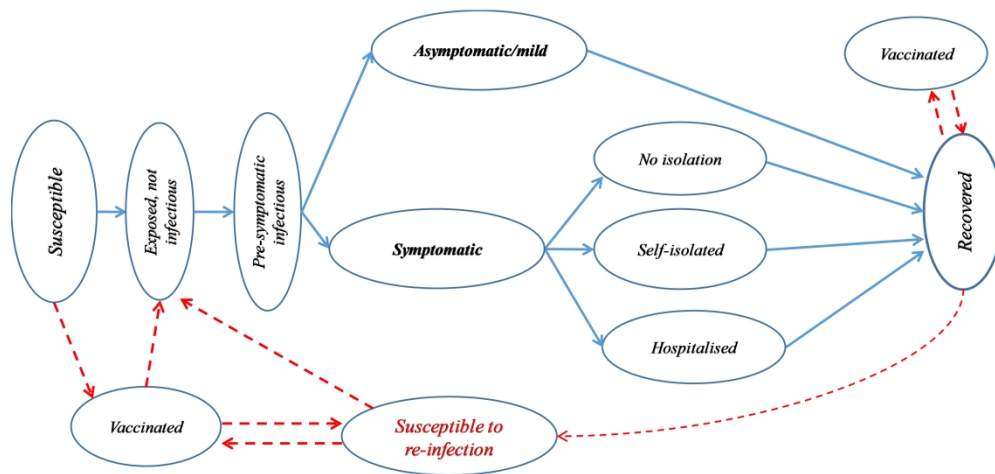 Asymptomatic/mild
Vaccinated
Susceptible
Exposed, not
infectious
Pre-symptomatic
infectious
No isolation
Symptomatic
Self-isolated
Recovered
Hospitalised
Vaccinated
Susceptible to
re-infection